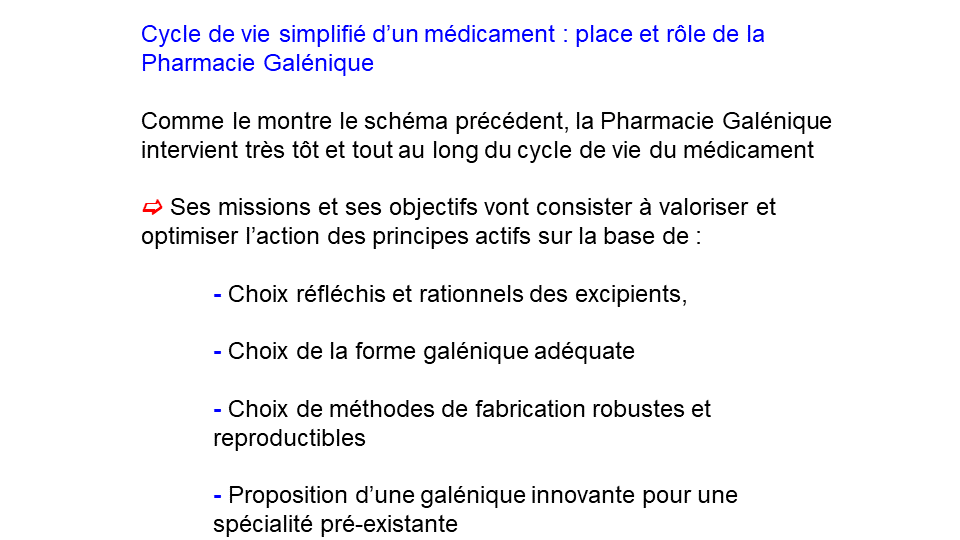 Cycle de vie simplifié d’un médicament : place et rôle de la
Pharmacie Galénique
Comme le montre le schéma précédent, la Pharmacie Galénique
intervient très tôt et tout au long du cycle de vie du médicament
➯ Ses missions et ses objectifs vont consister à valoriser et
optimiser l’action des principes actifs sur la base de :
- Choix réfléchis et rationnels des excipients,
- Choix de la forme galénique adéquate
- Choix de méthodes de fabrication robustes et
reproductibles
- Proposition d’une galénique innovante pour une
spécialité pré-existante